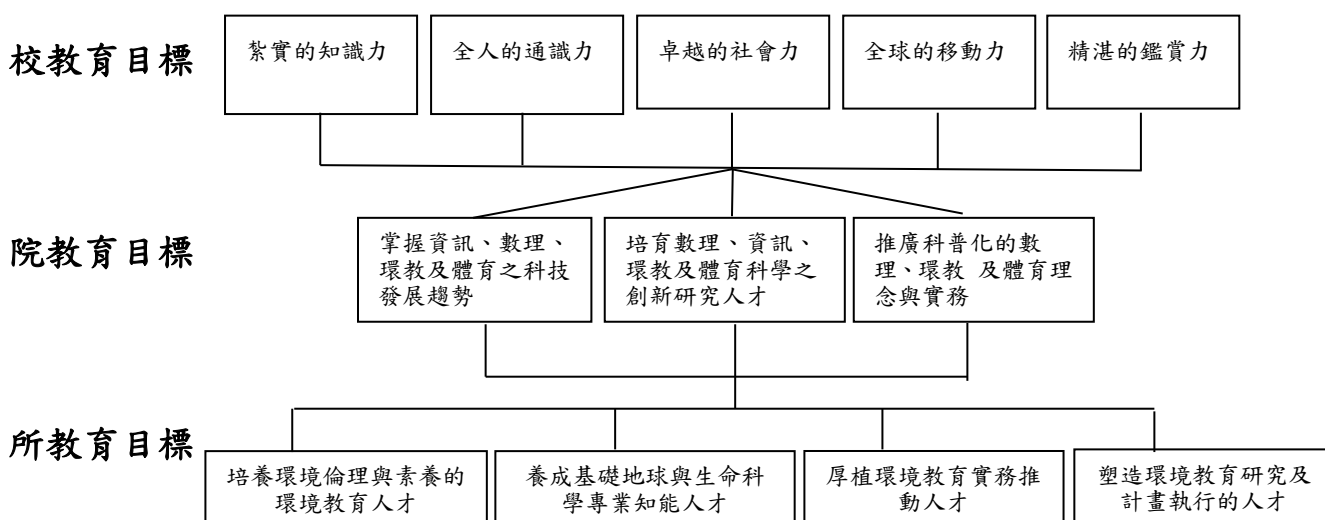 校教育目標
紮實的知識力
全人的通識力
卓越的社會力
全球的移動力
精湛的鑑賞力
院教育目標
掌握資訊、數理、
環教及體育之科技
發展趨勢
培育數理、資訊、
環教及體育科學之
創新研究人才
推廣科普化的數
理、環教 及體育理
念與實務
所教育目標
培養環境倫理與素養的
環境教育人才
養成基礎地球與生命科
學專業知能人才
厚植環境教育實務推
動人才
塑造環境教育研究及
計畫執行的人才